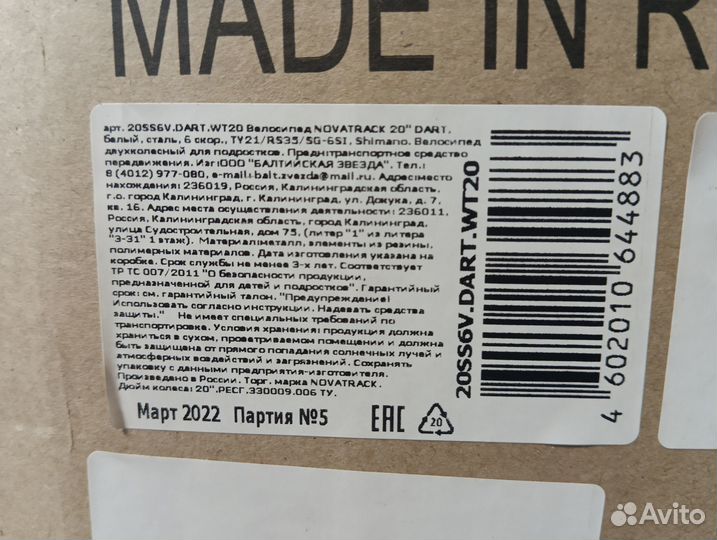 MADE IN R
арт. 20SS6V.DART.WT20 Велосипед NOVATRACK 20" DART,
белый, сталь, 6 скор., TY21/RS35/SG-6SI, Shimano. Велосипед
двухколесный для подростков. Предн:транспортное средство
передвижения. Изг:ООО "БАЛТИЙСКАЯ ЗВЕЗДА". Тел.:
8 (4012) 977-080, e-mail:balt.zvezda@mail.ru. Адрес:место
нахождения: 236019, Россия, Калининградская область,
г.о. город Калининград, г. Калининград, ул. Докука, д. 7,
кв. 16. Адрес места осуществления деятельности: 236011,
Россия, Калининградская область, город Калининград,
улица Судостроительная, дом 75, (литер "1" из литера
"З-31" 1 этаж). Материал:металл, элементы из резины,
полимерных материалов. Дата изготовления указана на
коробке. Срок службы не менее 3-х лет. Соответствует
ТР ТС 007/2011 "О безопасности продукции,
предназначенной для детей и подростков". Гарантийный
срок: см. гарантийный талон. "Предупреждение!
Использовать согласно инструкции. Надевать средства
защиты." Не имеет специальных требований по
транспортировке. Условия хранения: продукция должна
храниться в сухом, проветриваемом помещении и должна
быть защищена от прямого попадания солнечных лучей и
атмосферных воздействий и загрязнений. Сохранять
упаковку с данными предприятия-изготовителя.
Произведено в России. Торг. марка NOVATRACK.
Дюйм колеса: 20".РЕСГ.330009.006 ТУ.
Март 2022 Партия №5
EAC
20
20SS6V.DART.WT20
4 602010 644883
Avito